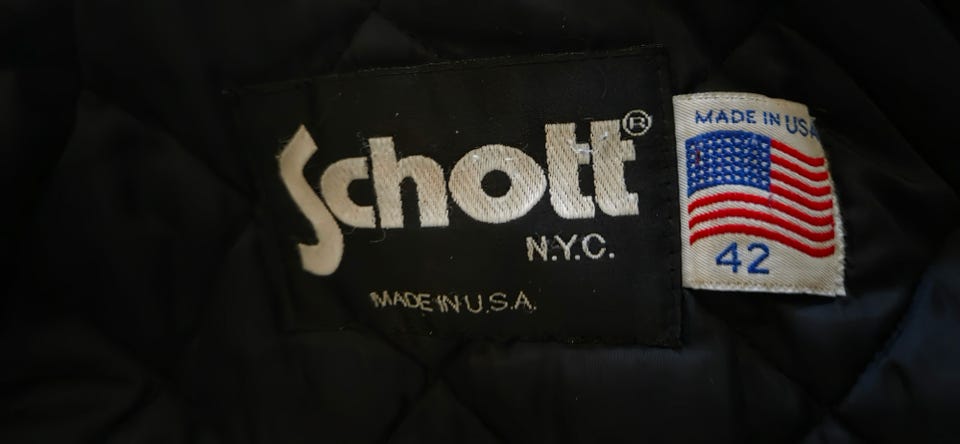 Schott®
N.Y.C.
MADE IN U.S.A.
MADE IN USA
42